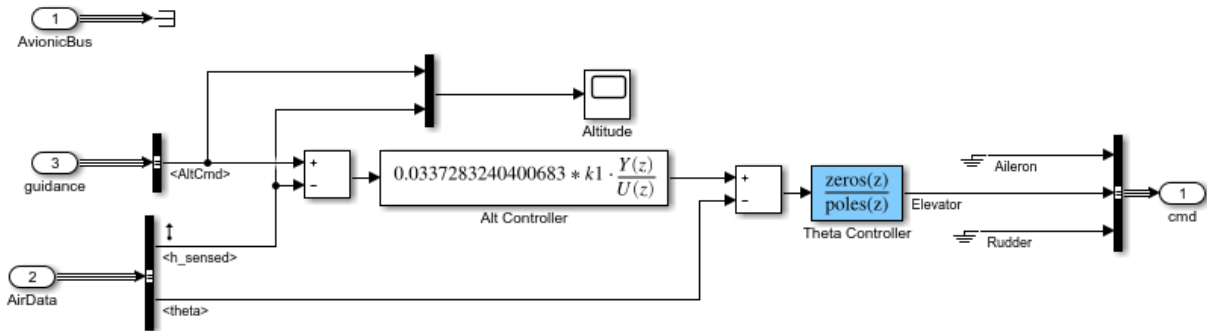 1
AvionicBus
Altitude
3
guidance
<AltCmd>
+
−
0.0337283240400683 * k1 · Y(z)
U(z)
Alt Controller
+
−
zeros(z)
poles(z)
Theta Controller
Elevator
Aileron
Rudder
1
cmd
<h_sensed>
2
AirData
<theta>